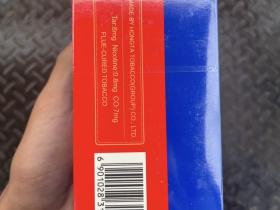 MADE BY HONGTA TOBACCO(GROUP) CO., LTD
Tar:8mg Nicotine:0.8mg CO:7mg
FLUE-CURED TOBACCO
6 901028 3